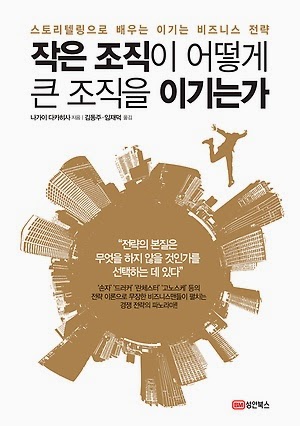 스토리텔링으로 배우는 이기는 비즈니스 전략
작은 조직이 어떻게
큰 조직을 이기는가
나가이 다카히사 지음 | 김동주·임재덕 옮김
“전략의 본질은
무엇을 하지 않을 것인가를
선택하는 데 있다”
‘손자’ ‘드러커’ ‘란체스터’ ‘고노스케’ 등의
전략 이론으로 무장한 비즈니스맨들이 펼치는
경쟁 전략의 파노라마!!
BM 성안북스